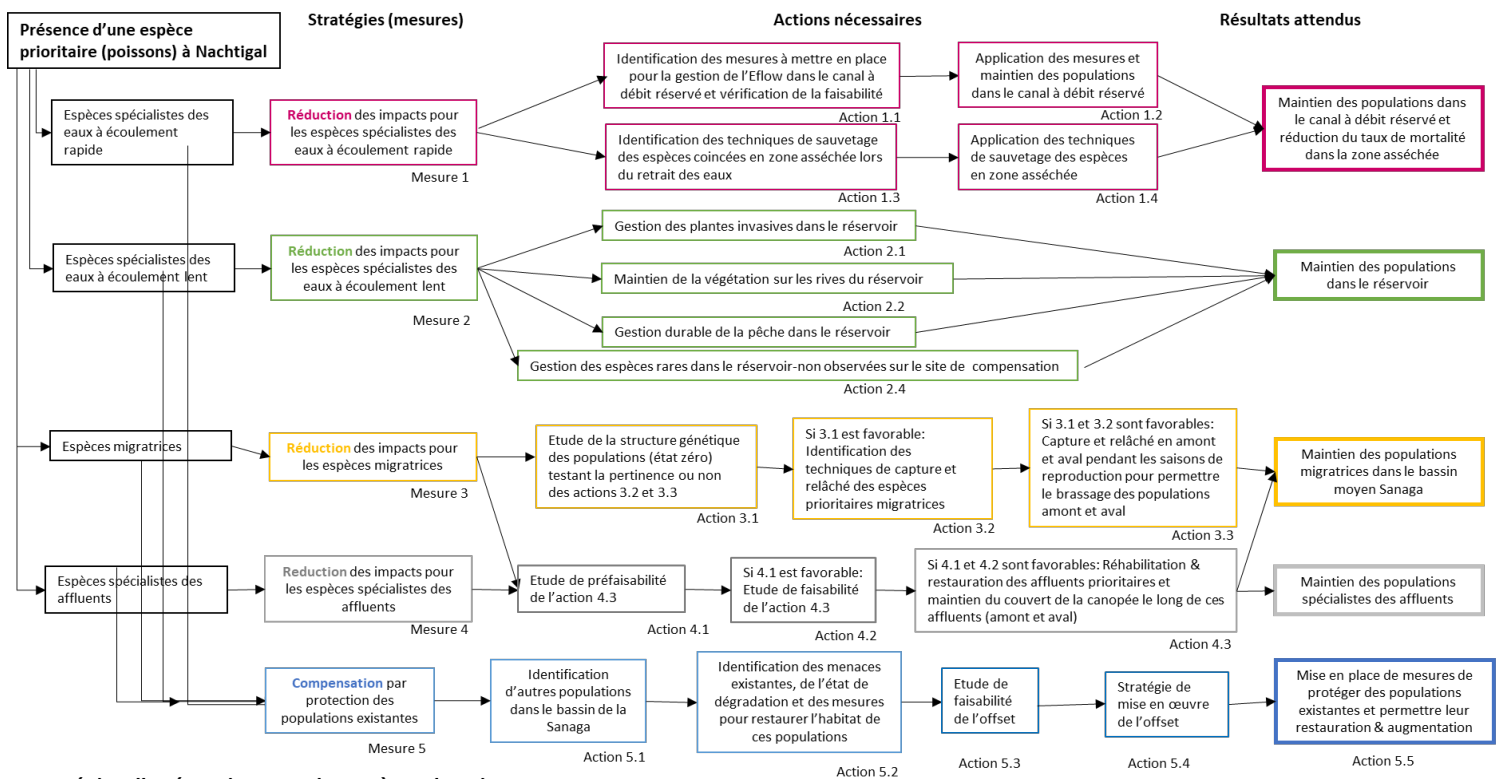 Présence d’une espèce
prioritaire (poissons) à Nachtigal
Stratégies (mesures)
Actions nécessaires
Résultats attendus
Espèces spécialistes des
eaux à écoulement
rapide
Réduction des impacts pour
les espèces spécialistes des
eaux à écoulement rapide
Mesure 1
Identification des mesures à mettre en place
pour la gestion de l’Eflow dans le canal à
débit réservé et vérification de la faisabilité
Action 1.1
Application des mesures et
maintien des populations
dans le canal à débit réservé
Action 1.2
Identification des techniques de sauvetage
des espèces coincées en zone asséchée lors
du retrait des eaux
Action 1.3
Application des techniques
de sauvetage des espèces
en zone asséchée
Action 1.4
Maintien des populations dans
le canal à débit réservé et
réduction du taux de mortalité
dans la zone asséchée
Espèces spécialistes des
eaux à écoulement lent
Réduction des impacts pour
les espèces spécialistes des
eaux à écoulement lent
Mesure 2
Gestion des plantes invasives dans le réservoir
Action 2.1
Maintien de la végétation sur les rives du réservoir
Action 2.2
Gestion durable de la pêche dans le réservoir
Gestion des espèces rares dans le réservoir-non observées sur le site de compensation
Action 2.4
Maintien des populations
dans le réservoir
Espèces migratrices
Réduction des impacts pour
les espèces migratrices
Mesure 3
Etude de la structure génétique
des populations (état zéro)
testant la pertinence ou non
des actions 3.2 et 3.3
Action 3.1
Si 3.1 est favorable:
Identification des
techniques de capture et
relâché des espèces
prioritaires migratrices
Action 3.2
Si 3.1 et 3.2 sont favorables:
Capture et relâché en amont
et aval pendant les saisons de
reproduction pour permettre
le brassage des populations
amont et aval
Action 3.3
Maintien des populations
migratrices dans le bassin
moyen Sanaga
Espèces spécialistes des
affluents
Reduction des impacts pour
les espèces spécialistes des
affluents
Mesure 4
Etude de préfaisabilité
de l’action 4.3
Action 4.1
Si 4.1 est favorable:
Etude de faisabilité
de l’action 4.3
Action 4.2
Si 4.1 et 4.2 sont favorables: Réhabilitation &
restauration des affluents prioritaires et
maintien du couvert de la canopée le long de ces
affluents (amont et aval)
Action 4.3
Maintien des populations
spécialistes des affluents
Compensation par
protection des
populations existantes
Mesure 5
Identification
d’autres populations
dans le bassin de la
Sanaga
Action 5.1
Identification des menaces
existantes, de l’état de
dégradation et des mesures
pour restaurer l’habitat de
ces populations
Action 5.2
Etude de
faisabilité
de l’offset
Action 5.3
Stratégie de
mise en œuvre
de l’offset
Action 5.4
Mise en place de mesures de
protéger des populations
existantes et permettre leur
restauration & augmentation
Action 5.5